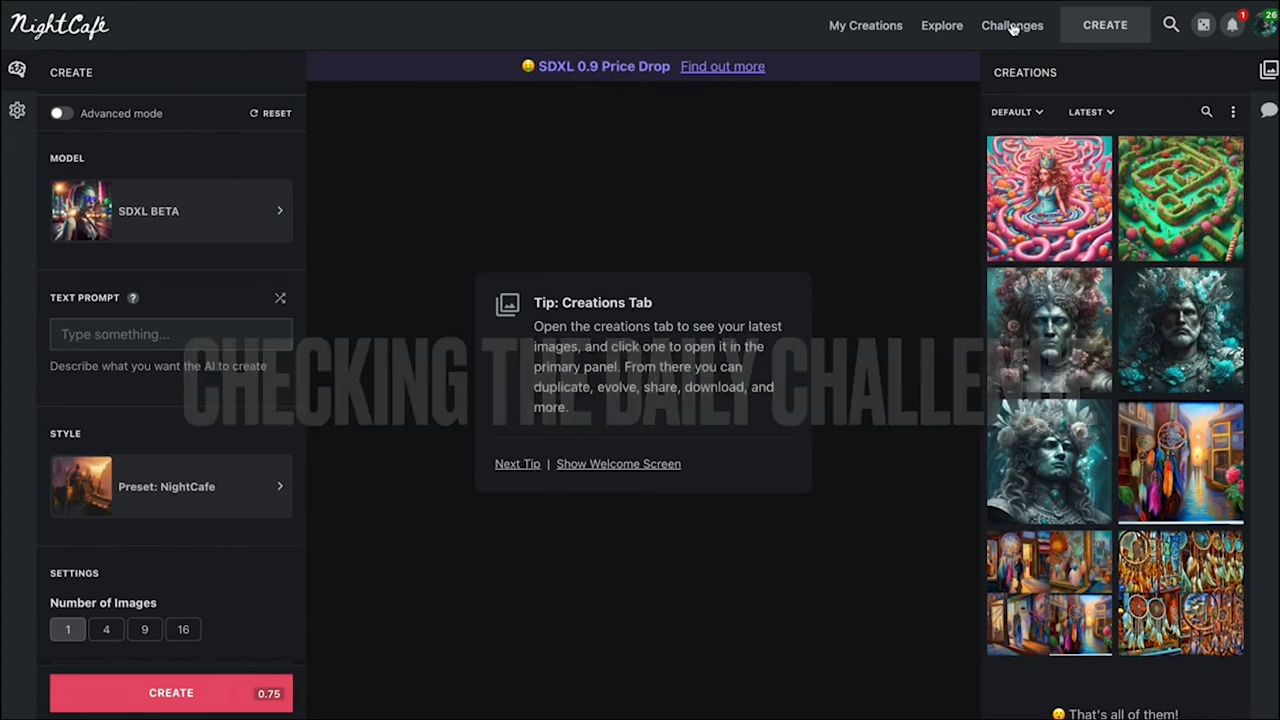 NightCafé
My Creations
Explore
Challenges
CREATE
1
26
CREATE
SDXL 0.9 Price Drop Find out more
CREATIONS
Advanced mode
RESET
DEFAULT
LATEST
MODEL
SDXL BETA
TEXT PROMPT ?
Type something...
Describe what you want the AI to create
Tip: Creations Tab
Open the creations tab to see your latest
images, and click one to open it in the
primary panel. From there you can
duplicate, evolve, share, download, and
more.
CHECKING THE DAILY CHALLENGE
Next Tip | Show Welcome Screen
STYLE
Preset: NightCafe
SETTINGS
Number of Images
1 4 9 16
CREATE 0.75
That's all of them!